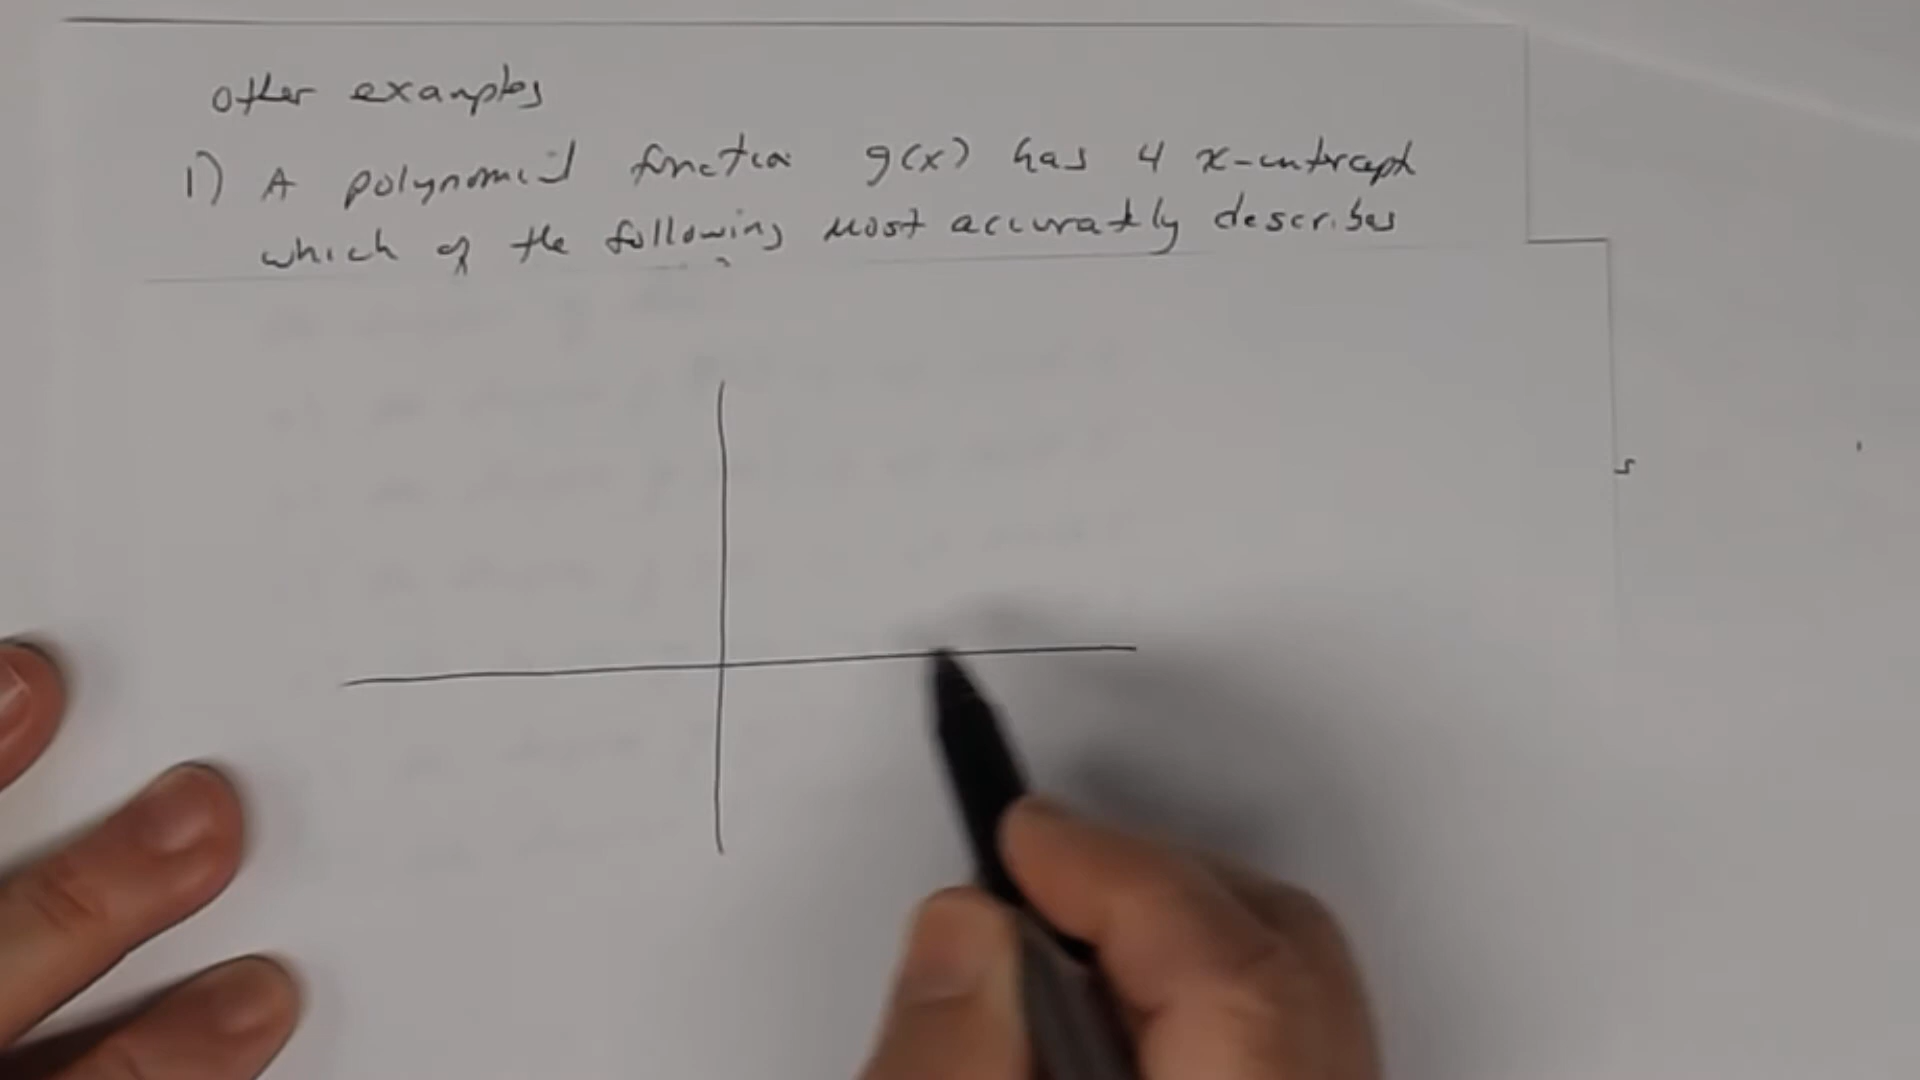 other examples
1) A polynomial function g(x) has 4 x-intercept
which of the following most accurately describes
s